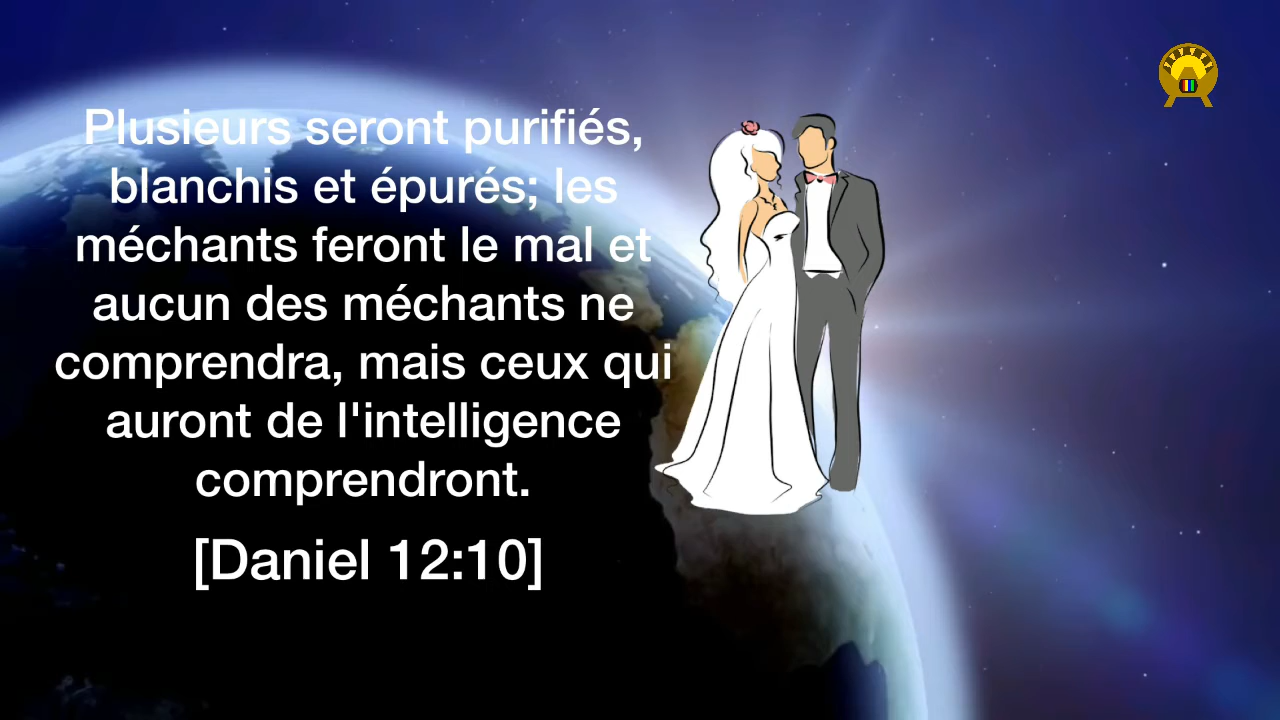 Plusieurs seront purifiés,
blanchis et épurés; les
méchants feront le mal et
aucun des méchants ne
comprendra, mais ceux qui
auront de l'intelligence
comprendront.
[Daniel 12:10]